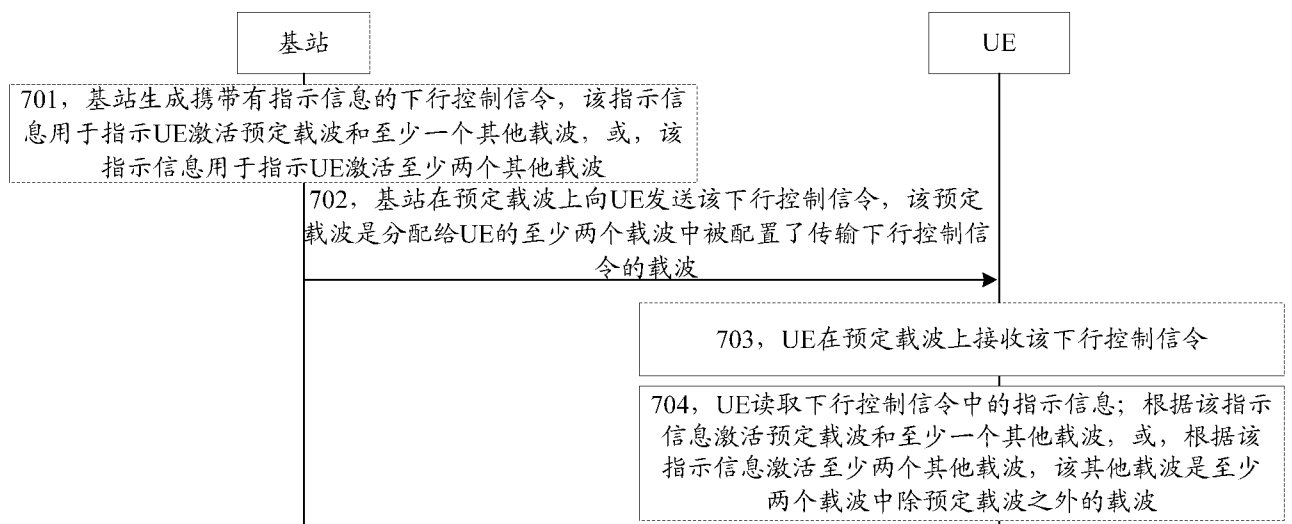 基站
UE
701，基站生成携带有指示信息的下行控制信令，该指示信
息用于指示UE激活预定载波和至少一个其他载波，或，该
指示信息用于指示UE激活至少两个其他载波
702，基站在预定载波上向UE发送该下行控制信令，该预定
载波是分配给UE的至少两个载波中被配置了传输下行控制信
令的载波
703，UE在预定载波上接收该下行控制信令
704，UE读取下行控制信令中的指示信息；根据该指示
信息激活预定载波和至少一个其他载波，或，根据该
指示信息激活至少两个其他载波，该其他载波是至少
两个载波中除预定载波之外的载波